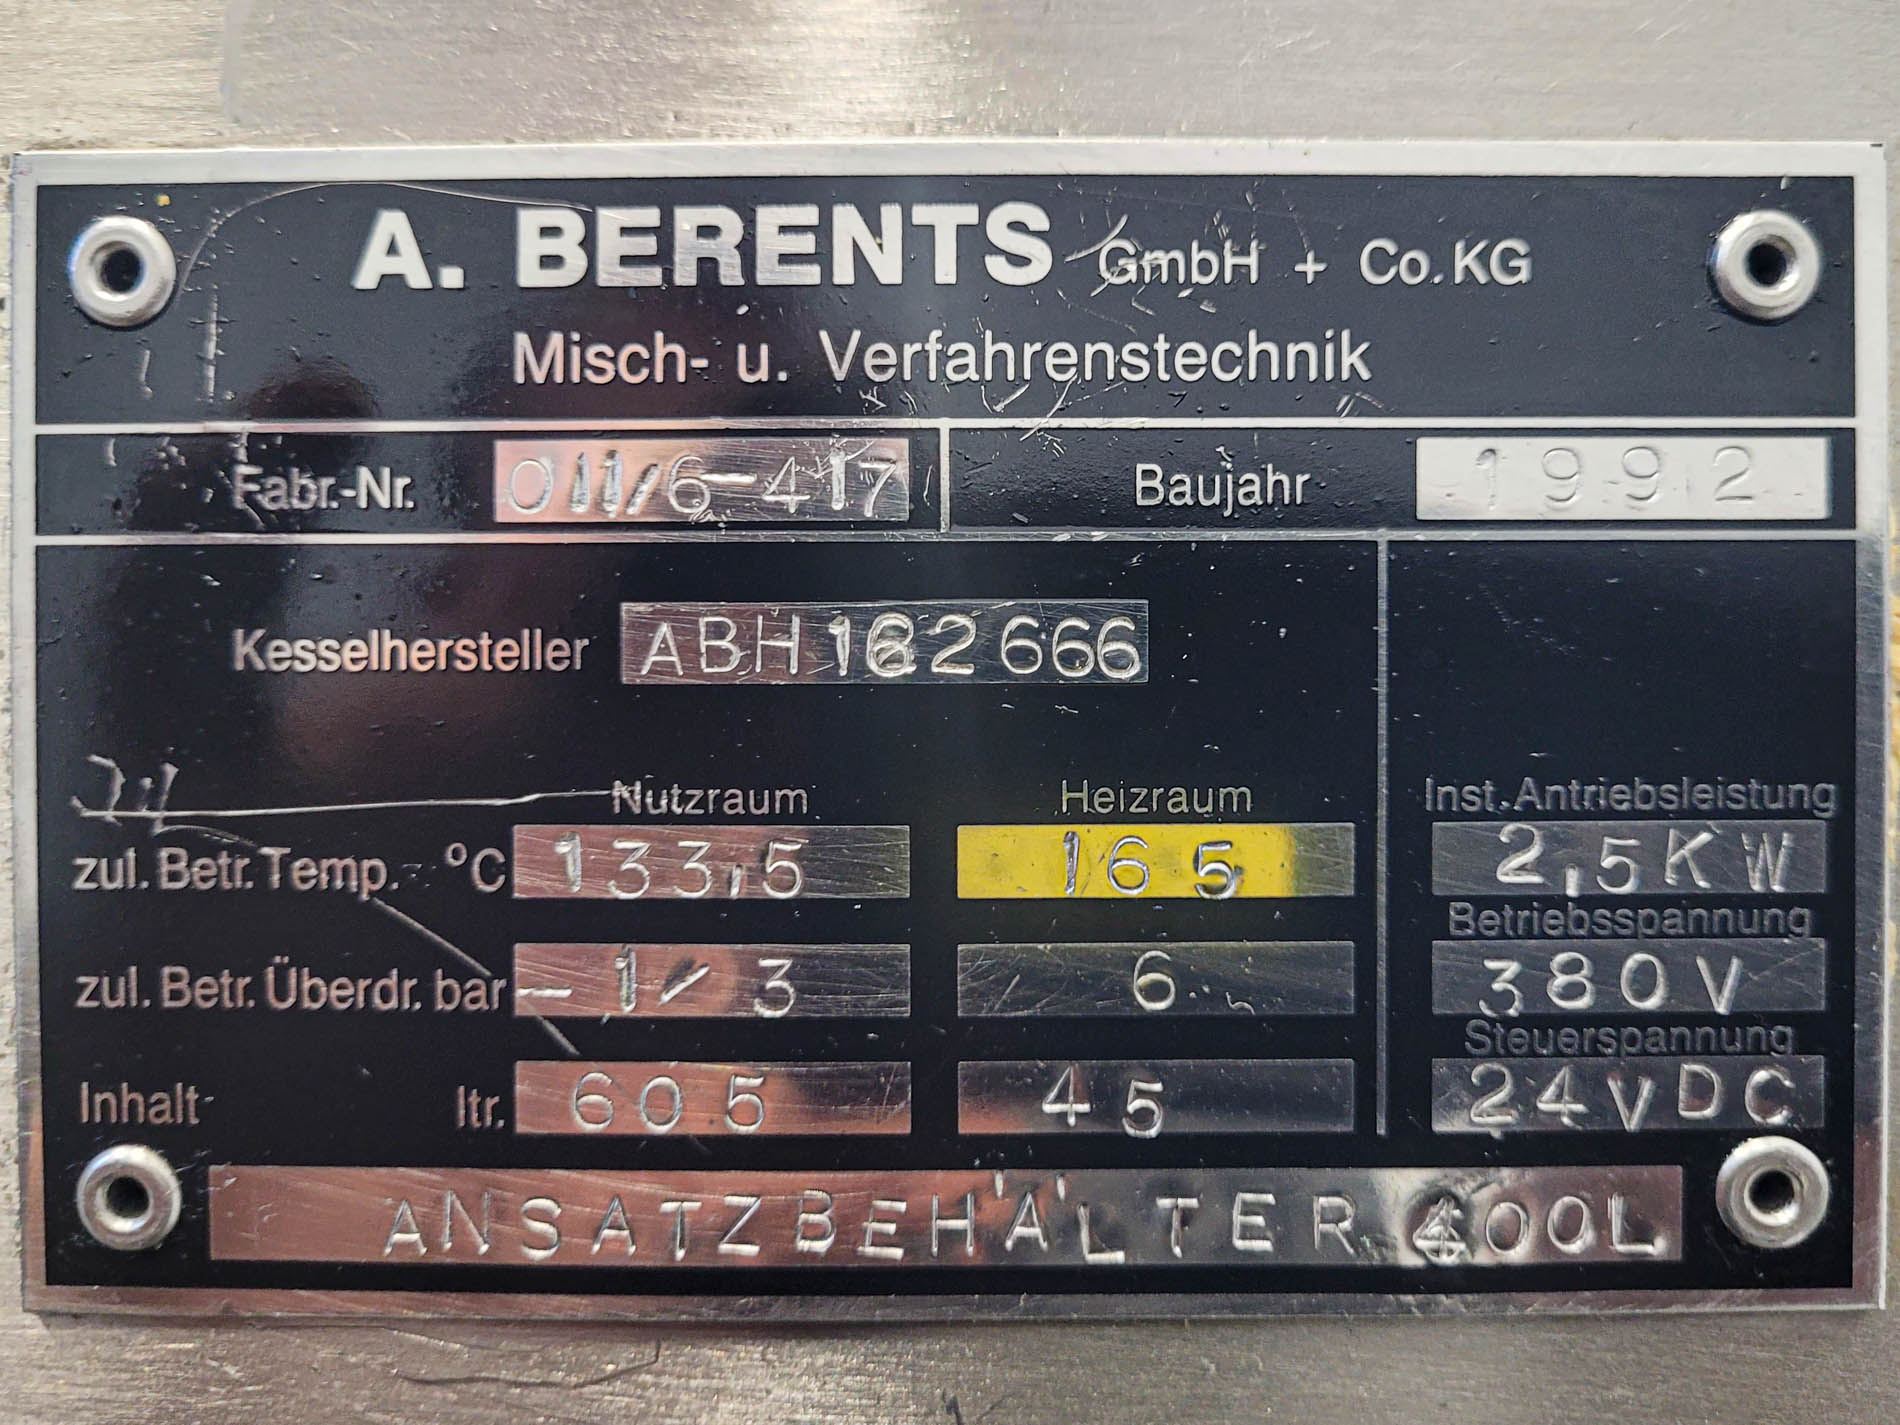 A. BERENTS GmbH + Co. KG
Misch- u. Verfahrenstechnik
Fabr.-Nr. 011/6-417 Baujahr 1992
Kesselhersteller ABH
Nutzraum Heizraum Inst. Antriebsleistung
zul. Betr. Temp. °C 133,5 165 2,5KW
Betriebsspannung
zul. Betr. Überdr. bar -1/3 6 380V
Steuerspannung
Inhalt ltr. 605 45 24VDC
ANSATZBEHÄLTER